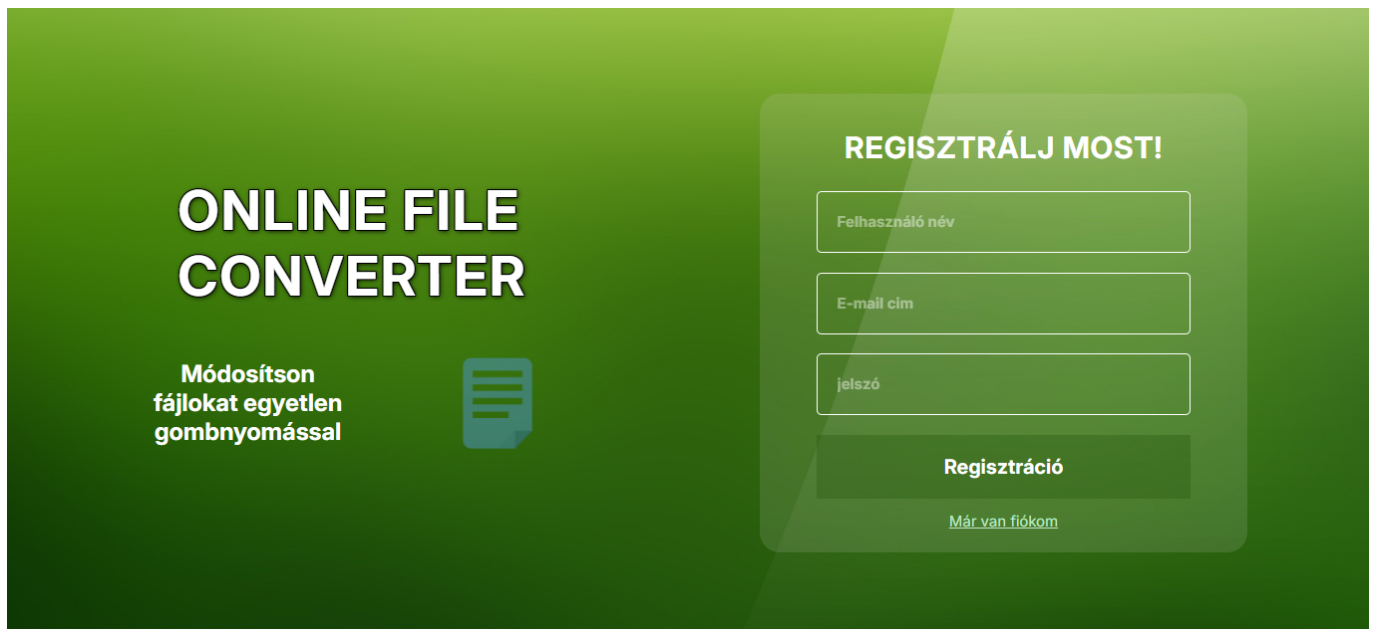 ONLINE FILE
CONVERTER
Módosítson
fájlokat egyetlen
gombnyomással
REGISZTRÁLJ MOST!
Felhasználó név
E-mail cim
jelszó
Regisztráció
Már van fiókom